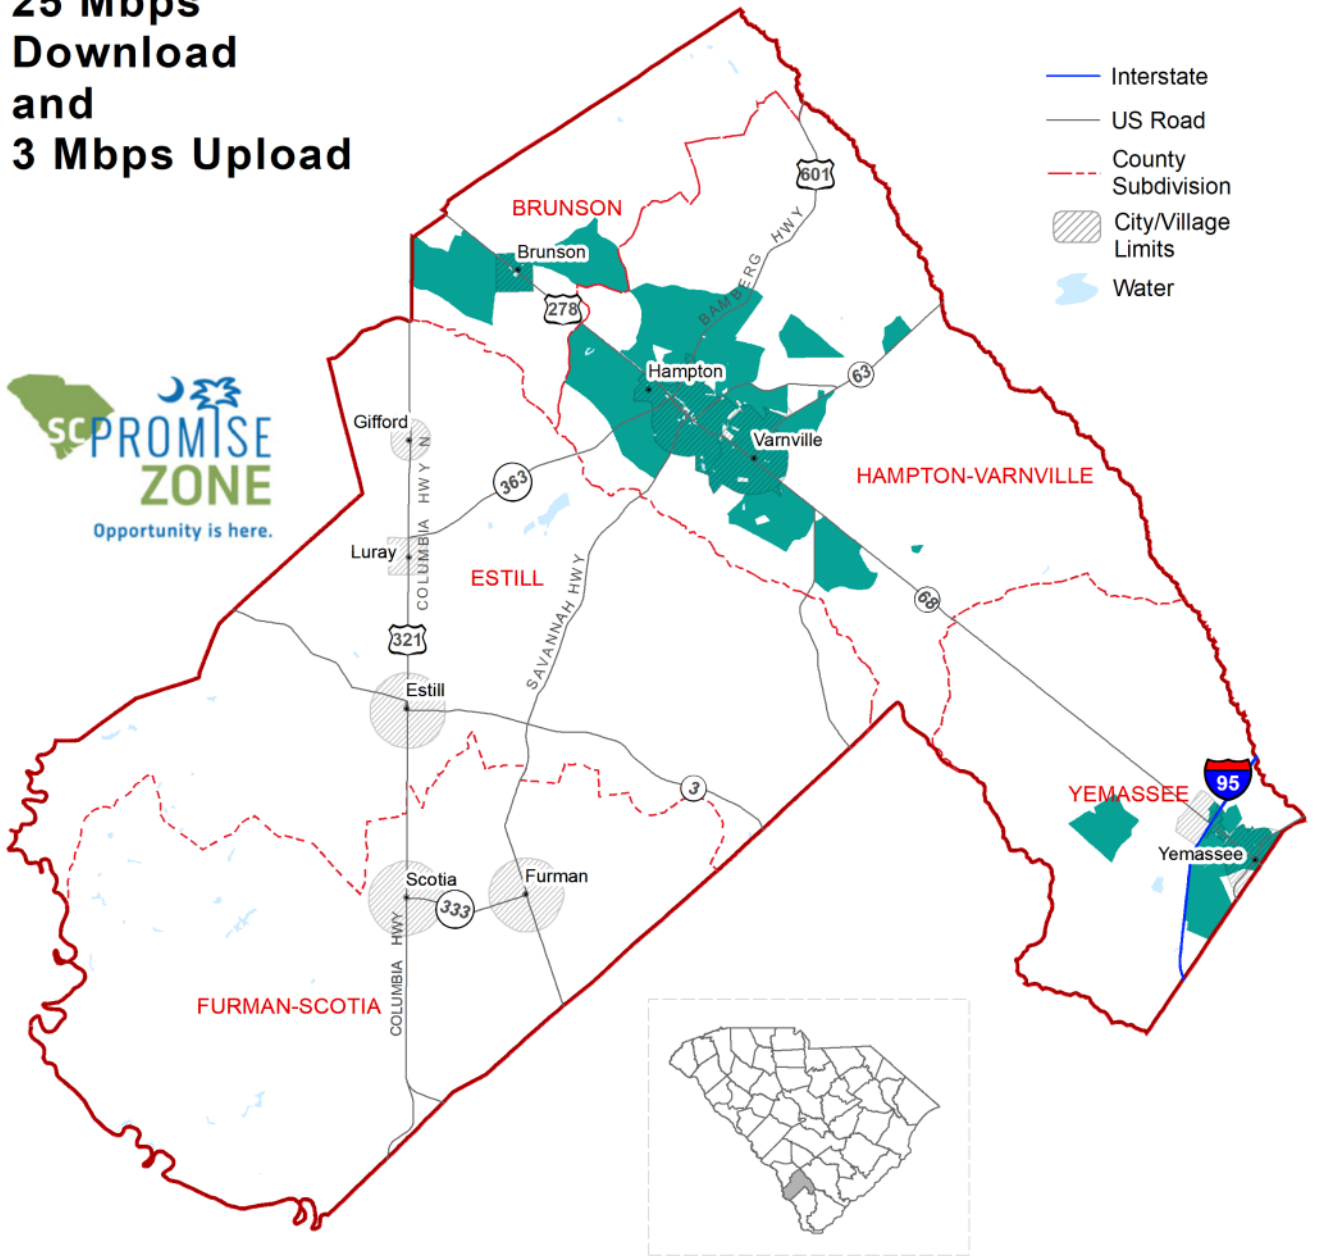 25 Mbps
Download
and
3 Mbps Upload
Interstate
US Road
County
Subdivision
City/Village
Limits
Water
601
BRUNSON
Brunson
278
BAMBERG HWY
Hampton
63
Varnville
HAMPTON-VARNVILLE
SC PROMISE
ZONE
Opportunity is here.
Gifford
COLUMBIA HWY N
363
Luray
ESTILL
SAVANNAH HWY
68
321
Estill
3
95
YEMASSEE
Yemassee
Scotia
333
Furman
COLUMBIA HWY
FURMAN-SCOTIA